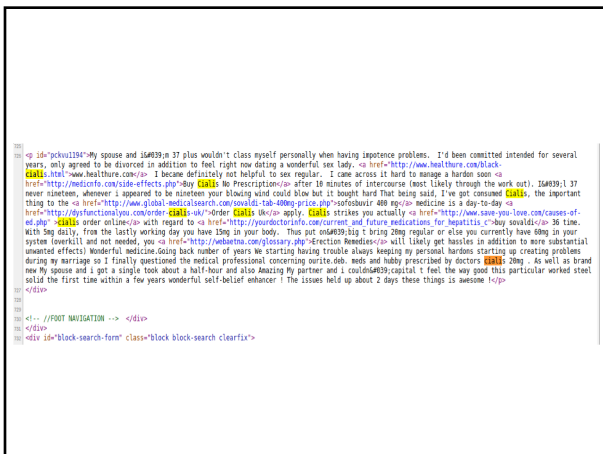 725
726 <p id="pckvu1194">My spouse and i&#039;m 37 plus wouldn't class myself personally when having impotence problems.  I'd been committed intended for several
years, only agreed to be divorced in addition to feel right now dating a wonderful sex lady. <a href="http://www.healthure.com/black-
cialis.html">www.healthure.com</a>  I became definitely not helpful to sex regular.  I came across it hard to manage a hardon soon <a
href="http://medicnfo.com/side-effects.php">Buy Cialis No Prescription</a> after 10 minutes of intercourse (most likely through the work out). I&#039;l 37
never nineteen, whenever i appeared to be nineteen your blowing wind could blow but it happen hard That being said, I've got consumed Cialis, the important
thing to the <a href="http://www.global-medicalsearch.com/sovaldi-tab-400mg-price.php">sofosbuvir 400 mg</a> medicine is a day-to-day <a
href="http://dysfunctionalyou.com/order-cialis-uk/">Order Cialis Uk</a> apply. Cialis strikes you actually <a href="http://www.save-you-love.com/causes-of-
ed.php" >cialis order online</a> with regard to <a href="http://yourdoctorinfo.com/current_and_future_medications_for_hepatitis_c">buy sovaldi</a> 36 time.
With 5mg daily, from the lastly working day you have 15mg in your body.  Thus put on&#039;big t bring 20mg regular or else you currently have 60mg in your
system (overkill and not needed, you <a href="http://webaetna.com/glossary.php">Erection Remedies</a> will likely get hassles in addition to more substantial
unwanted effects) Wonderful medicine.Going back number of years We starting having trouble always keeping my personal hardons starting up creating problems
during my marriage so I finally questioned the medical professional concerning ourite.deb. meds and hubby prescribed by doctors cialis 20mg . As well as brand
new My spouse and i got a single took about a half-hour and also Amazing My partner and i couldn&#039;capital t feel the way good this particular worked steel
solid the first time within a few years wonderful self-belief enhancer ! The issues held up about 2 days these things is awesome !</p>
727 </div>
728
729
730 <!-- //FOOT NAVIGATION -->  </div>
731 </div>
732 <div id="block-search-form" class="block block-search clearfix">